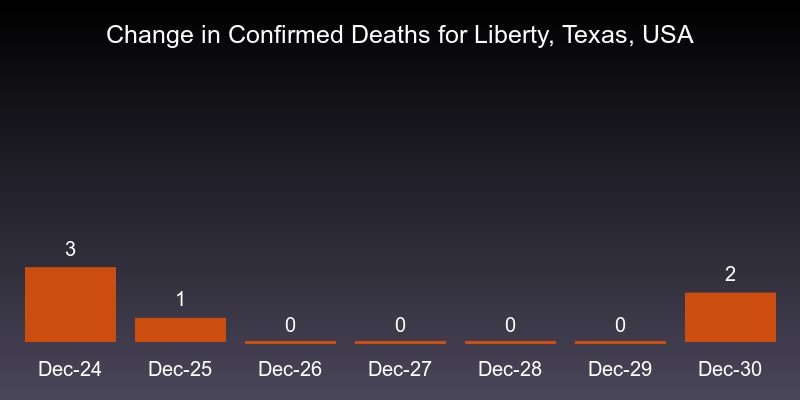 Change in Confirmed Deaths for Liberty, Texas, USA
3
1
0
0
0
0
2
Dec-24
Dec-25
Dec-26
Dec-27
Dec-28
Dec-29
Dec-30